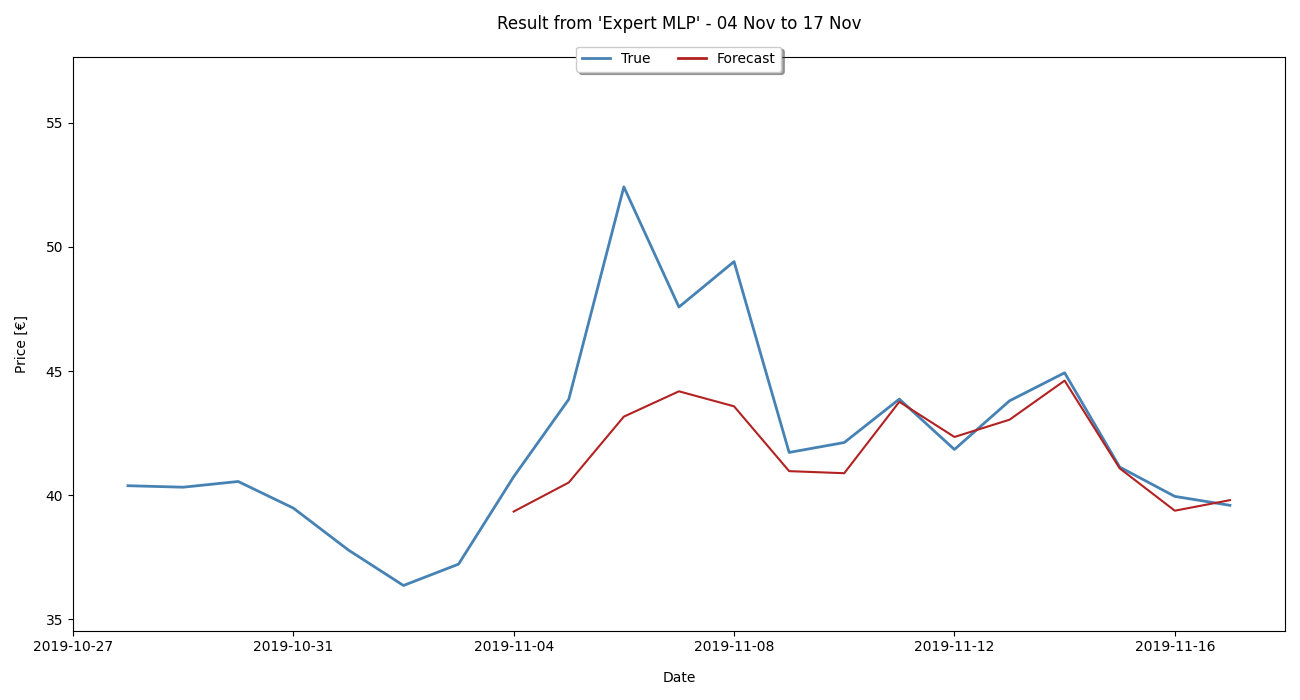 Result from 'Expert MLP' - 04 Nov to 17 Nov
True Forecast
55
50
45
40
35
Price [€]
2019-10-27 2019-10-31 2019-11-04 2019-11-08 2019-11-12 2019-11-16
Date